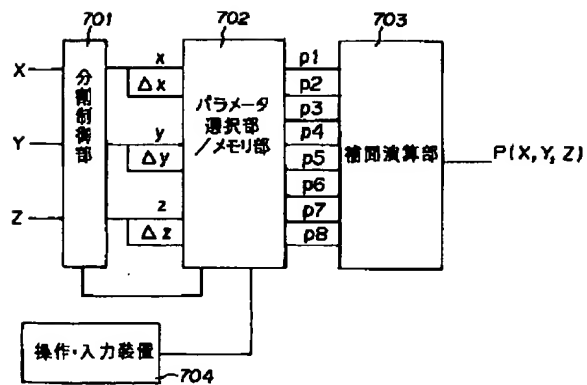 701
702
703
X
Y
Z
分割制御部
x
Δx
y
Δy
z
Δz
パラメータ
選択部
/メモリ部
p1
p2
p3
p4
p5
p6
p7
p8
補間演算部
P(X, Y, Z)
操作・入力装置
704